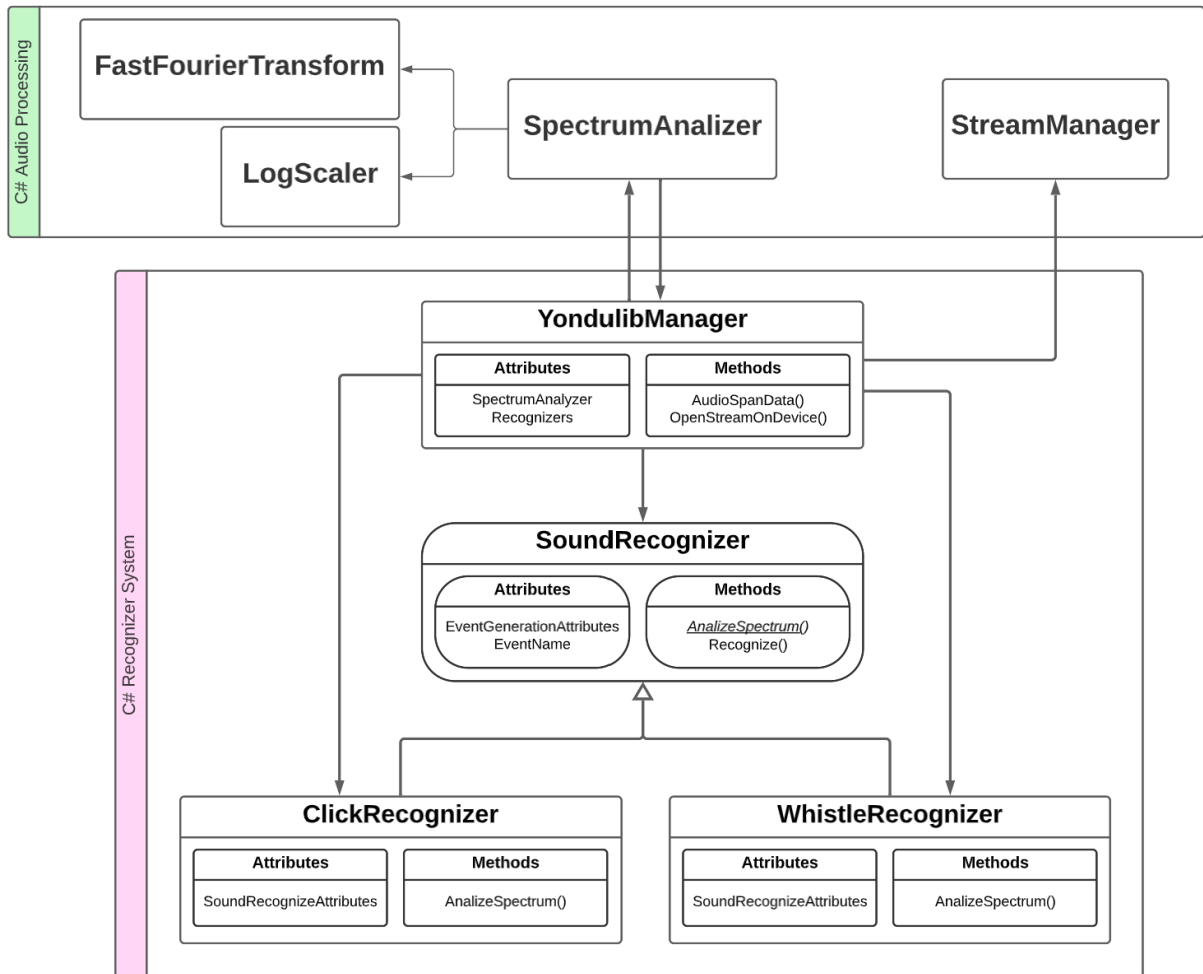 C# Audio Processing
FastFourierTransform
LogScaler
SpectrumAnalizer
StreamManager
C# Recognizer System
YondulibManager
Attributes
SpectrumAnalyzer
Recognizers
Methods
AudioSpanData()
OpenStreamOnDevice()
SoundRecognizer
Attributes
EventGenerationAttributes
EventName
Methods
AnalizeSpectrum()
Recognize()
ClickRecognizer
Attributes
SoundRecognizeAttributes
Methods
AnalizeSpectrum()
WhistleRecognizer
Attributes
SoundRecognizeAttributes
Methods
AnalizeSpectrum()